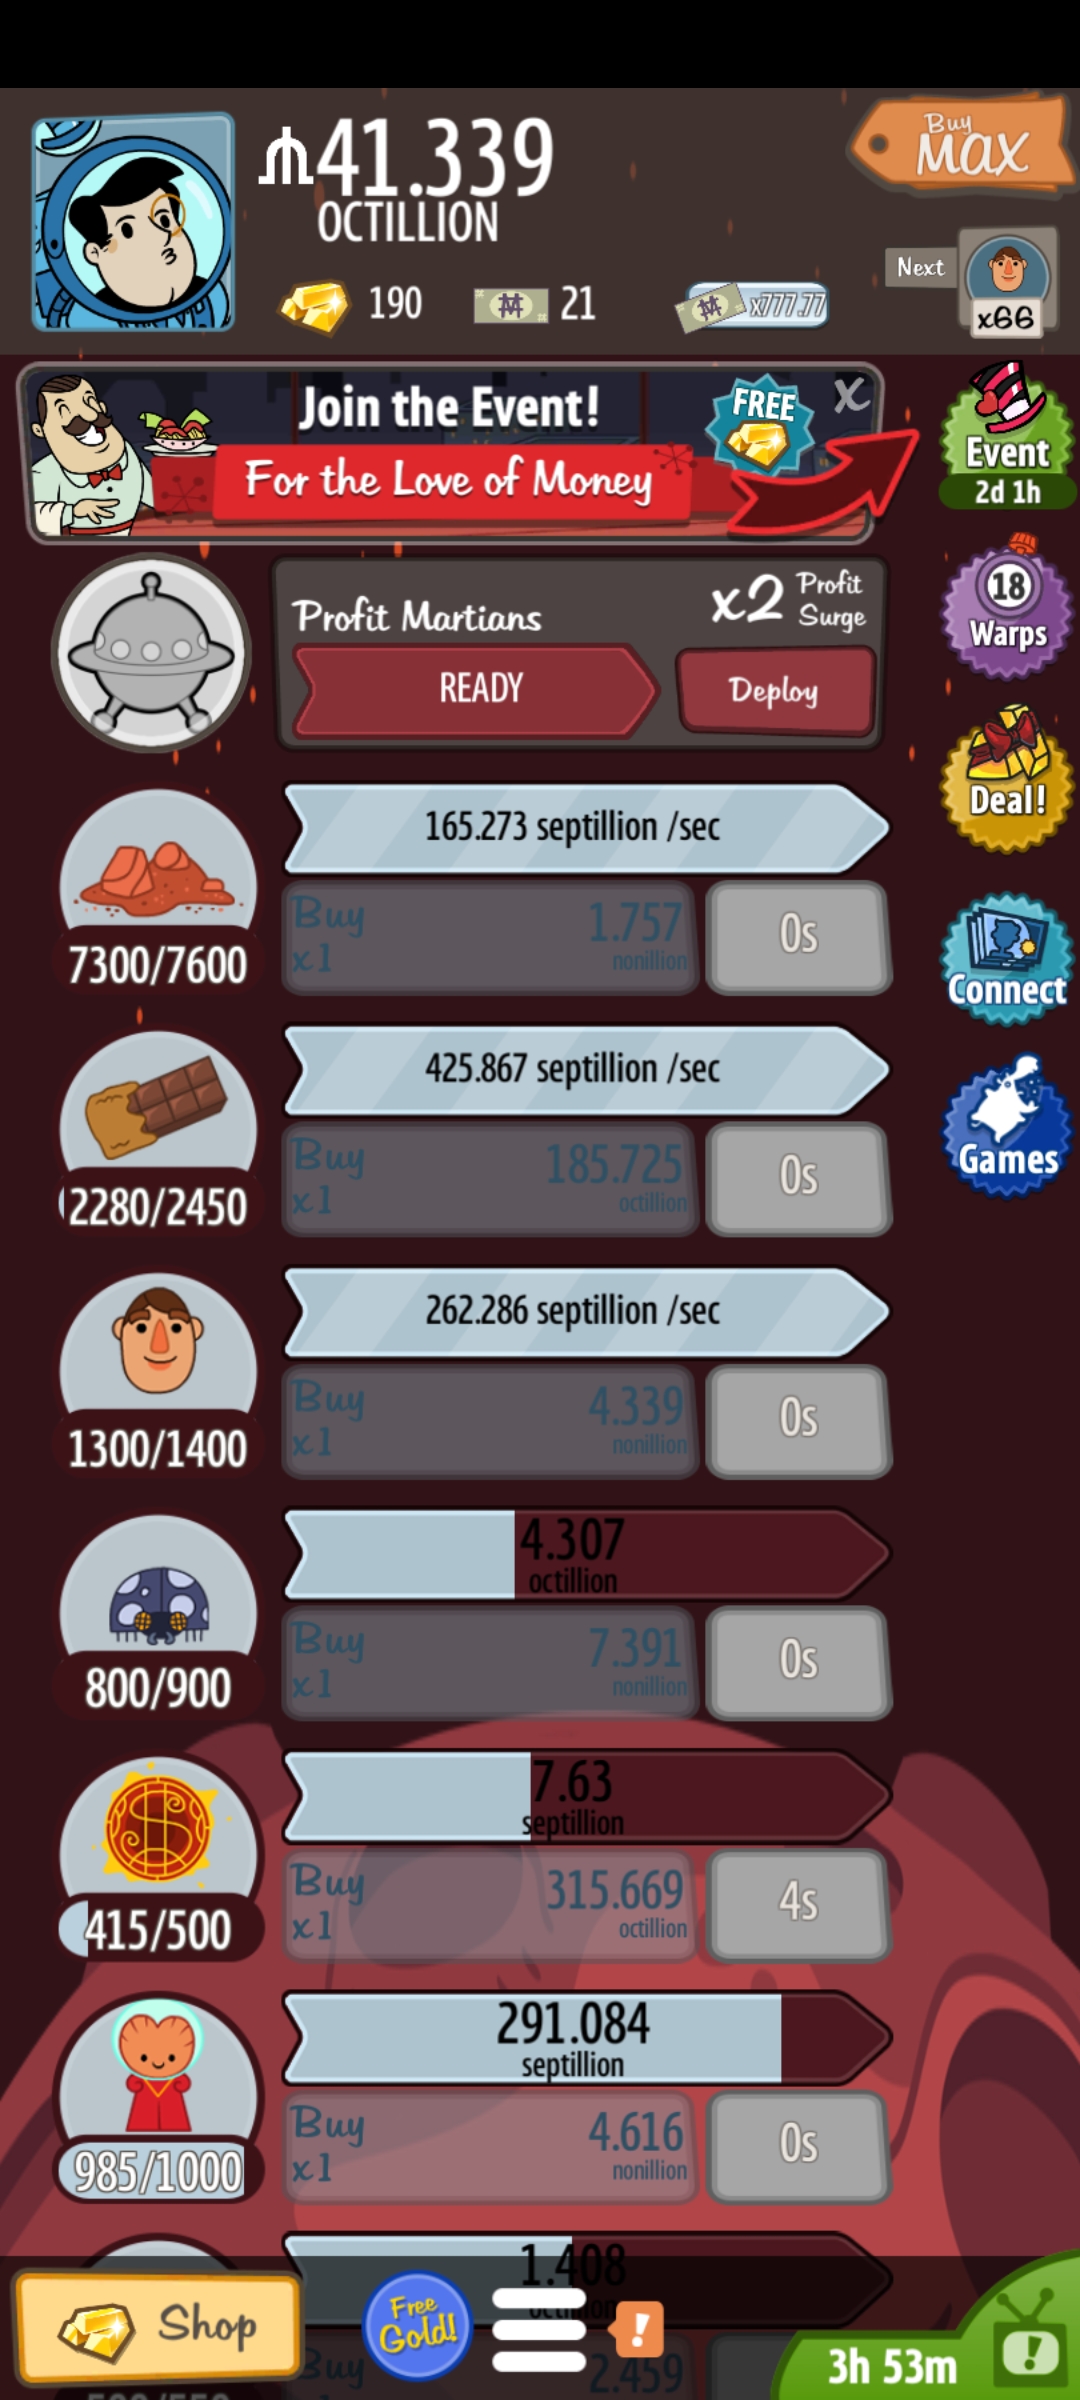 41.339
OCTILLION
Buy
MAX
190
21
x777.77
Next
x66
Join the Event!
FREE
X
For the Love of Money
Event
2d 1h
Profit Martians
x2 Profit Surge
READY
Deploy
18
Warps
Deal!
165.273 septillion /sec
Buy
x1
1.757
nonillion
0s
7300/7600
Connect
425.867 septillion /sec
Buy
x1
185.725
octillion
0s
2280/2450
Games
262.286 septillion /sec
Buy
x1
4.339
nonillion
0s
1300/1400
4.307
octillion
Buy
x1
7.391
nonillion
0s
800/900
7.63
septillion
Buy
x1
315.669
octillion
4s
415/500
291.084
septillion
Buy
x1
4.616
nonillion
0s
985/1000
1.408
Shop
Free
Gold!
!
Buy
2.459
3h 53m
!